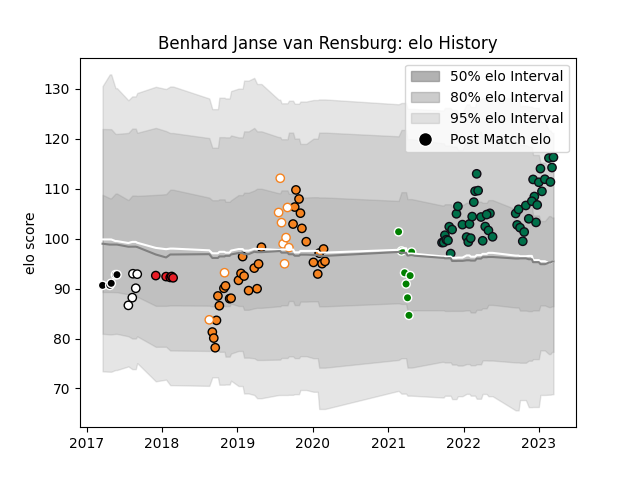 Benhard Janse van Rensburg: elo History
50% elo Interval
80% elo Interval
95% elo Interval
Post Match elo
elo score
130
120
110
100
90
80
70
2017 2018 2019 2020 2021 2022 2023